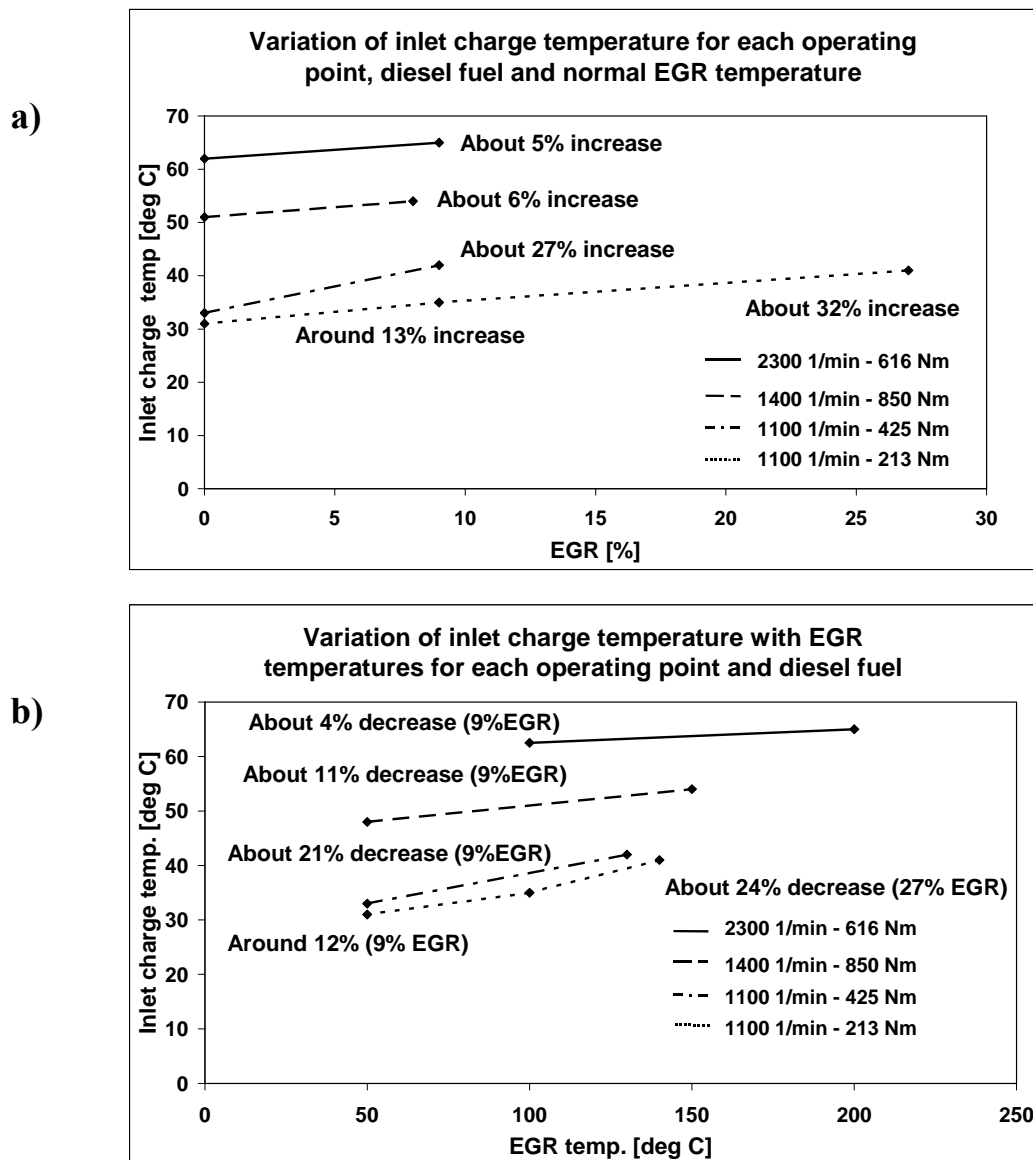 a)
Variation of inlet charge temperature for each operating
point, diesel fuel and normal EGR temperature
Inlet charge temp [deg C]
70
60
50
40
30
20
10
0
About 5% increase
About 6% increase
About 27% increase
Around 13% increase
About 32% increase
2300 1/min - 616 Nm
1400 1/min - 850 Nm
1100 1/min - 425 Nm
1100 1/min - 213 Nm
0 5 10 15 20 25 30
EGR [%]
b)
Variation of inlet charge temperature with EGR
temperatures for each operating point and diesel fuel
Inlet charge temp. [deg C]
70
60
50
40
30
20
10
0
About 4% decrease (9%EGR)
About 11% decrease (9%EGR)
About 21% decrease (9%EGR)
About 24% decrease (27% EGR)
Around 12% (9% EGR)
2300 1/min - 616 Nm
1400 1/min - 850 Nm
1100 1/min - 425 Nm
1100 1/min - 213 Nm
0 50 100 150 200 250
EGR temp. [deg C]